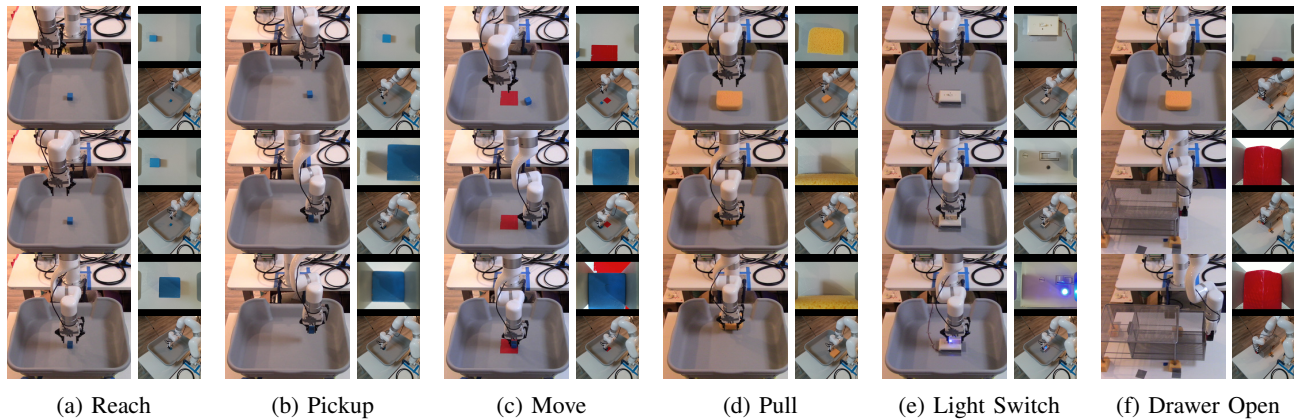 (a) Reach
(b) Pickup
(c) Move
(d) Pull
(e) Light Switch
(f) Drawer Open